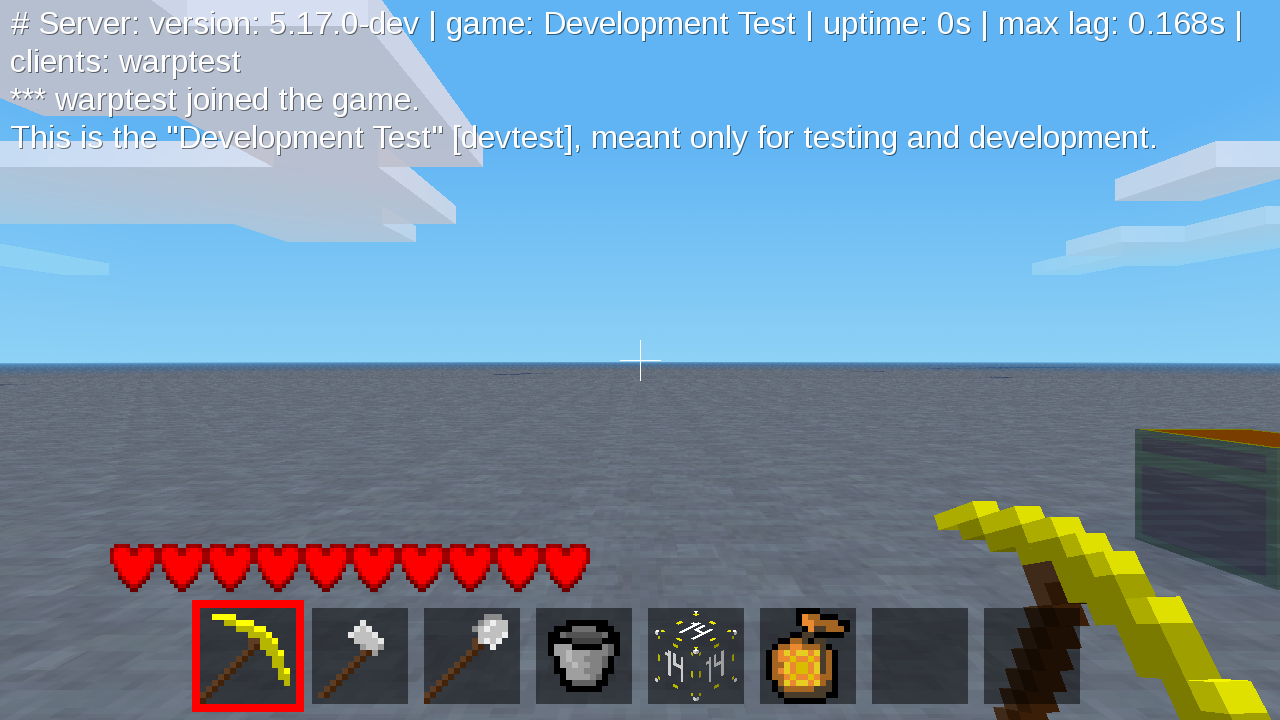 # Server: version: 5.17.0-dev | game: Development Test | uptime: 0s | max lag: 0.168s |
clients: warptest
*** warptest joined the game.
This is the "Development Test" [devtest], meant only for testing and development.
14 14 14